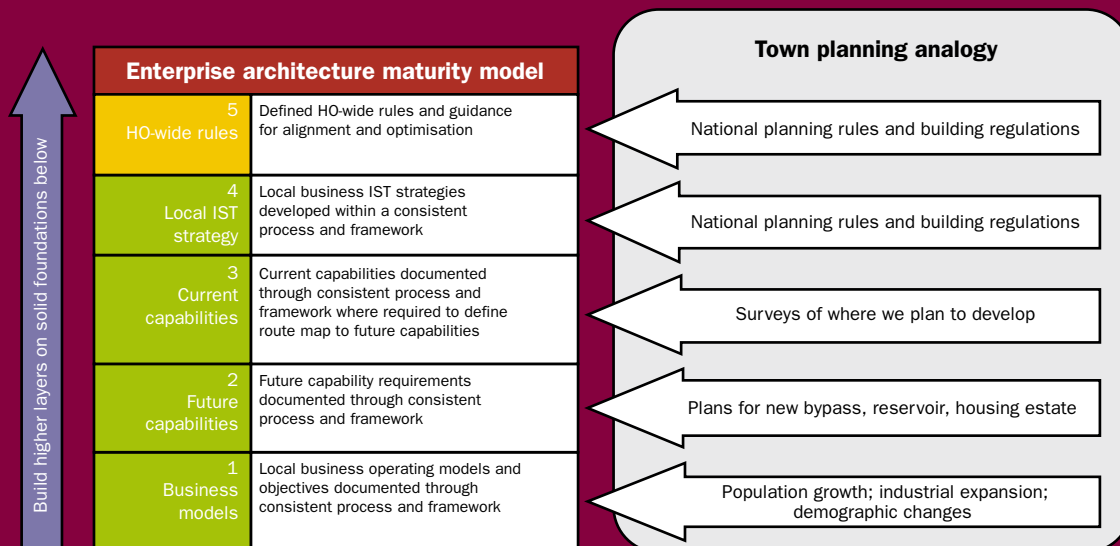 Build higher layers on solid foundations below
Enterprise architecture maturity model
5
HO-wide rules
Defined HO-wide rules and guidance
for alignment and optimisation
4
Local IST
strategy
Local business IST strategies
developed within a consistent
process and framework
3
Current
capabilities
Current capabilities documented
through consistent process and
framework where required to define
route map to future capabilities
2
Future
capabilities
Future capability requirements
documented through consistent
process and framework
1
Business
models
Local business operating models and
objectives documented through
consistent process and framework
Town planning analogy
National planning rules and building regulations
National planning rules and building regulations
Surveys of where we plan to develop
Plans for new bypass, reservoir, housing estate
Population growth; industrial expansion;
demographic changes